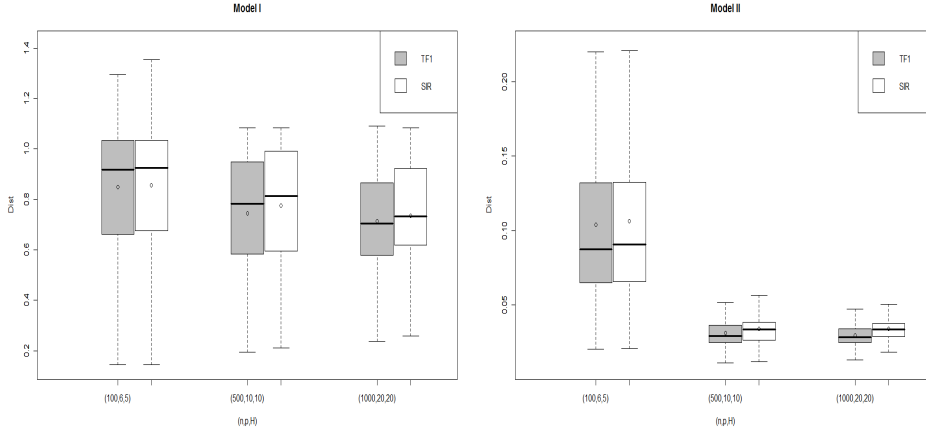 Model I
TF1
SIR
Dist
1.4
1.2
1.0
0.8
0.6
0.4
0.2
(100,6,5)
(500,10,10)
(1000,20,20)
(n,p,H)
Model II
TF1
SIR
Dist
0.20
0.15
0.10
0.05
(100,6,5)
(500,10,10)
(1000,20,20)
(n,p,H)